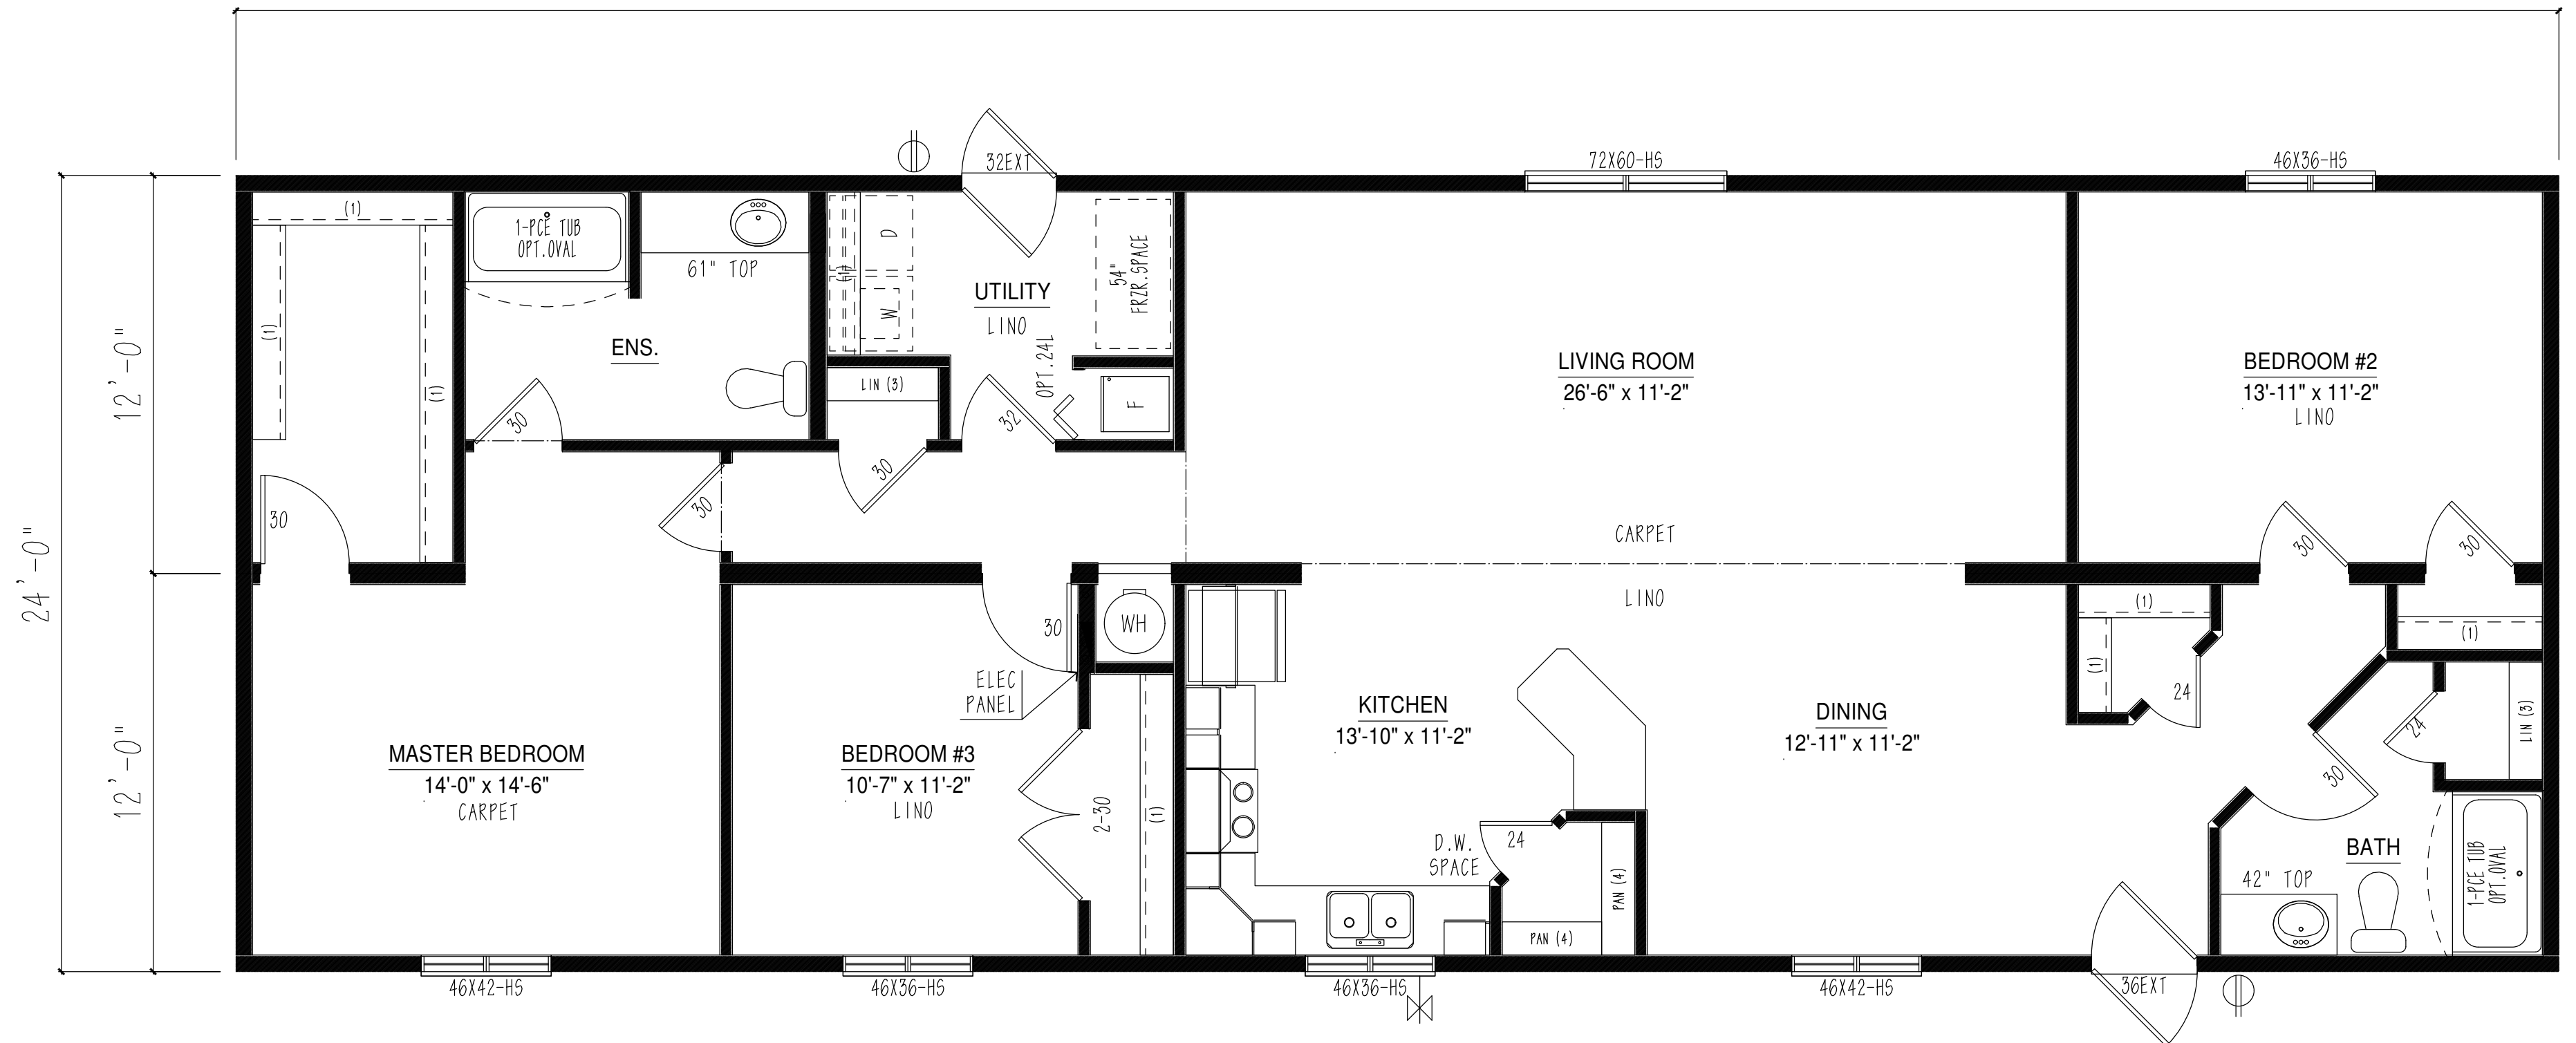 32EXT
72X60-HS
46X36-HS
(1)
1-PCE TUB
OPT.OVAL
61" TOP
D
(1)
W
UTILITY
LINO
54"
FRZR.SPACE
OPT.24L
(1)
(1)
ENS.
LIN (3)
F
30
32
30
30
30
LIVING ROOM
26'-6" x 11'-2"
BEDROOM #2
13'-11" x 11'-2"
LINO
CARPET
30
30
12'-0"
24'-0"
12'-0"
LINO
30
WH
ELEC
PANEL
(1)
(1)
(1)
24
24
LIN (3)
30
MASTER BEDROOM
14'-0" x 14'-6"
CARPET
BEDROOM #3
10'-7" x 11'-2"
LINO
2-30
(1)
KITCHEN
13'-10" x 11'-2"
DINING
12'-11" x 11'-2"
D.W.
SPACE
24
PAN (4)
PAN (4)
BATH
42" TOP
1-PCE TUB
OPT.OVAL
46X42-HS
46X36-HS
46X36-HS
46X42-HS
36EXT